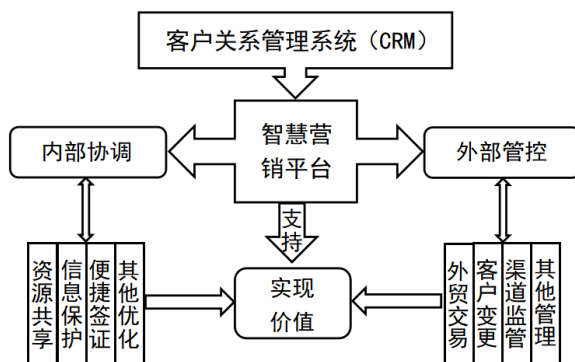 客户关系管理系统（CRM）
智慧营
销平台
内部协调
外部管控
支持
资源共享
信息保护
便捷签证
其他优化
实现
价值
外贸交易
客户变更
渠道监管
其他管理